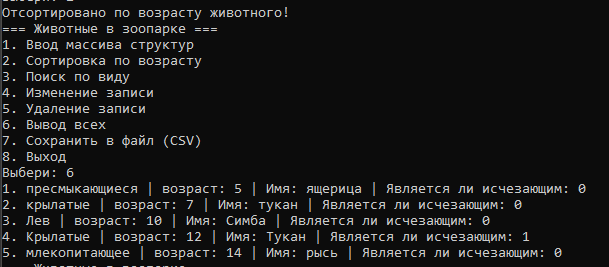 Выбери: 2
Отсортировано по возрасту животного!
=== Животные в зоопарке ===
1. Ввод массива структур
2. Сортировка по возрасту
3. Поиск по виду
4. Изменение записи
5. Удаление записи
6. Вывод всех
7. Сохранить в файл (CSV)
8. Выход
Выбери: 6
1. пресмыкающиеся | возраст: 5 | Имя: ящерица | Является ли исчезающим: 0
2. крылатые | возраст: 7 | Имя: тукан | Является ли исчезающим: 0
3. Лев | возраст: 10 | Имя: Симба | Является ли исчезающим: 0
4. Крылатые | возраст: 12 | Имя: Тукан | Является ли исчезающим: 1
5. млекопитающее | возраст: 14 | Имя: рысь | Является ли исчезающим: 0
=== Животные в зоопарке ===